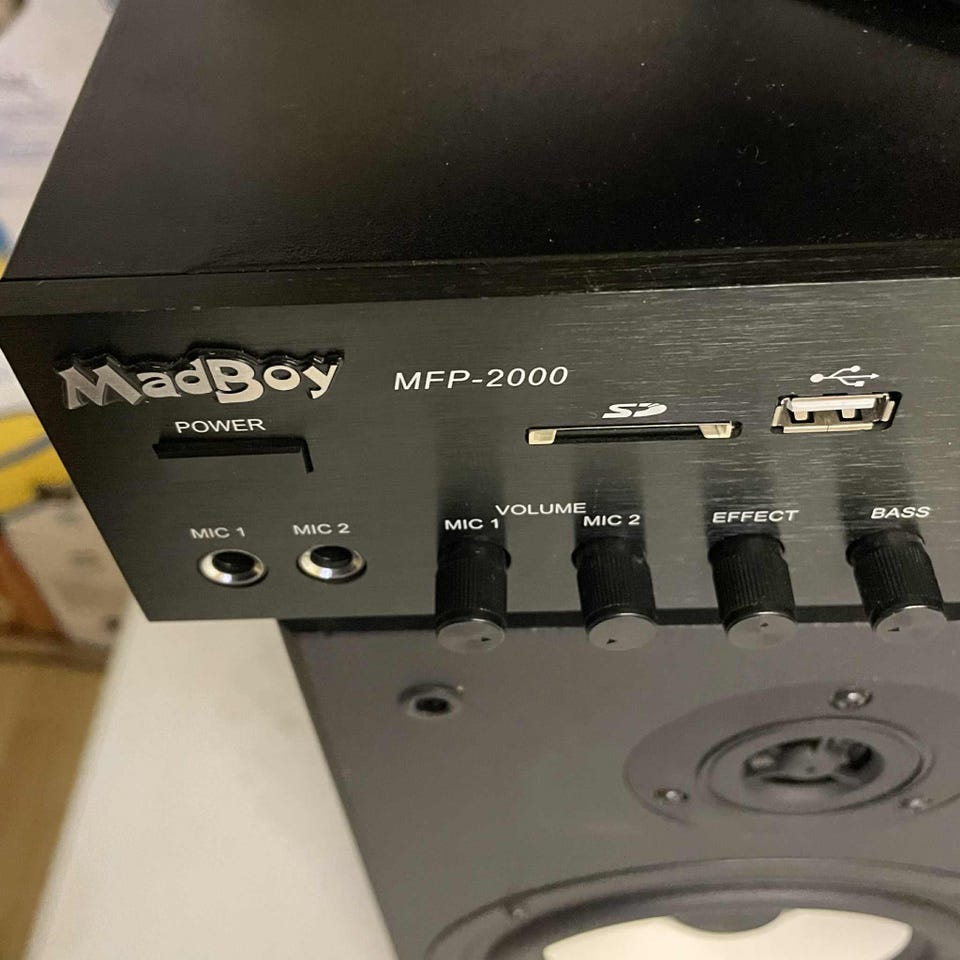 MadBoy
MFP-2000
POWER
SD
MIC 1
MIC 2
VOLUME
MIC 1
MIC 2
EFFECT
BASS